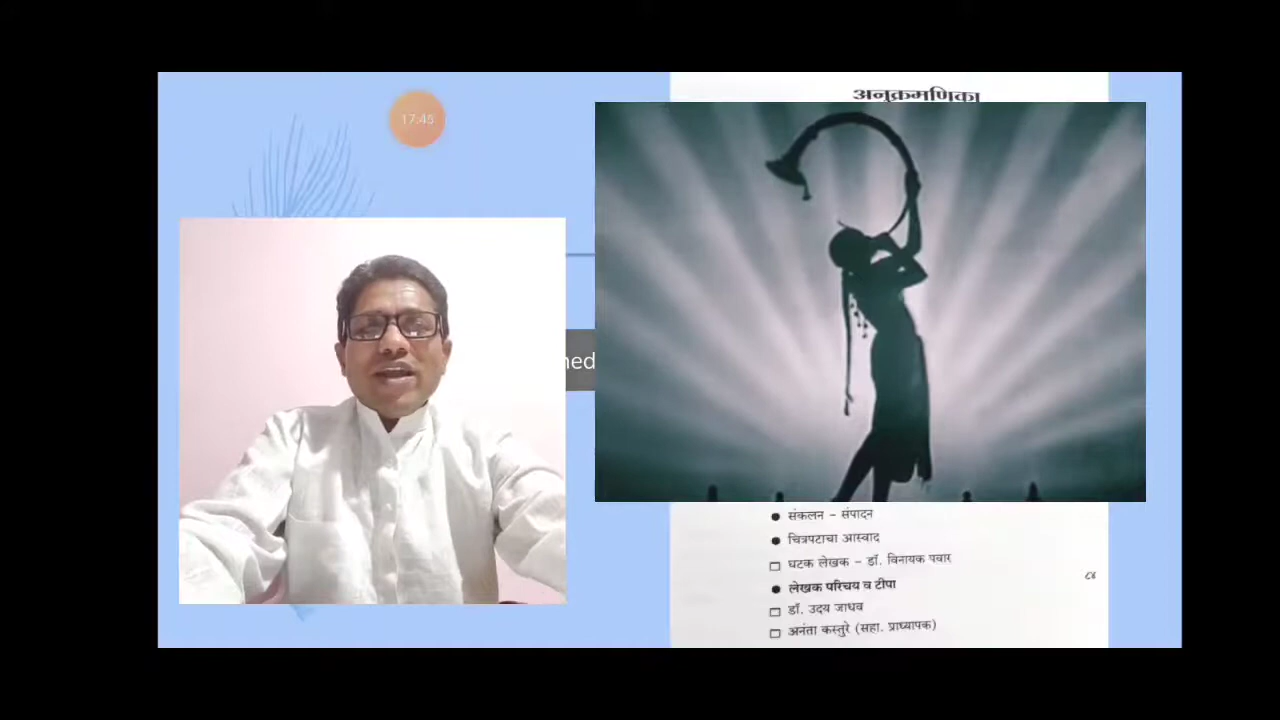 अनुक्रमणिका
17:45
● संकलन - संपादन
● चित्रपटाचा आस्वाद
□ घटक लेखक - डॉ. विनायक पवार
८४
● लेखक परिचय व टीपा
□ डॉ. उदय जाधव
□ अनंता कस्तुरे (सहा. प्राध्यापक)